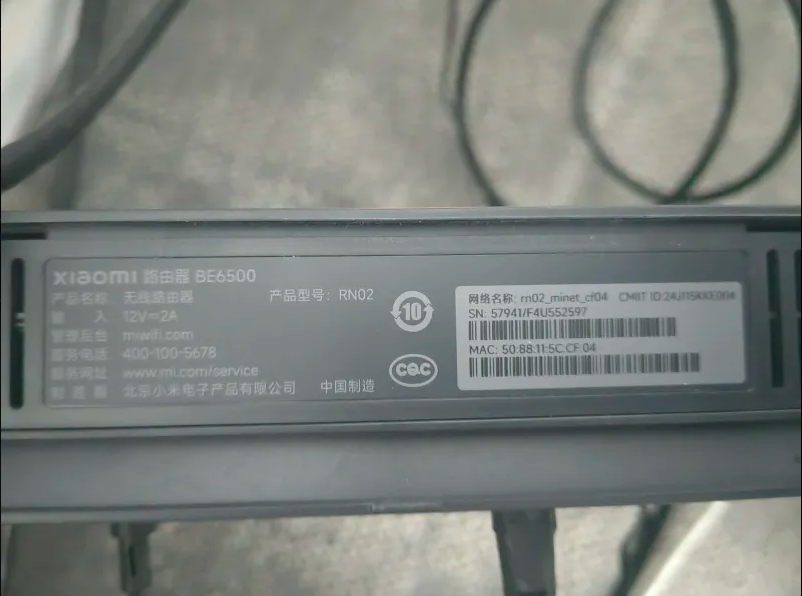 xiaomi 路由器 BE6500
产品名称 无线路由器 产品型号: RN02
输 入 12V⎓2A
管理后台 miwifi.com
服务电话 400-100-5678
服务网址 www.mi.com/service
制造商 北京小米电子产品有限公司 中国制造
10
CQC
网络名称: rn02_minet_cf04 CMIIT ID:
SN: 57941/F4U552597
MAC: 50:88:11:5C:CF:04